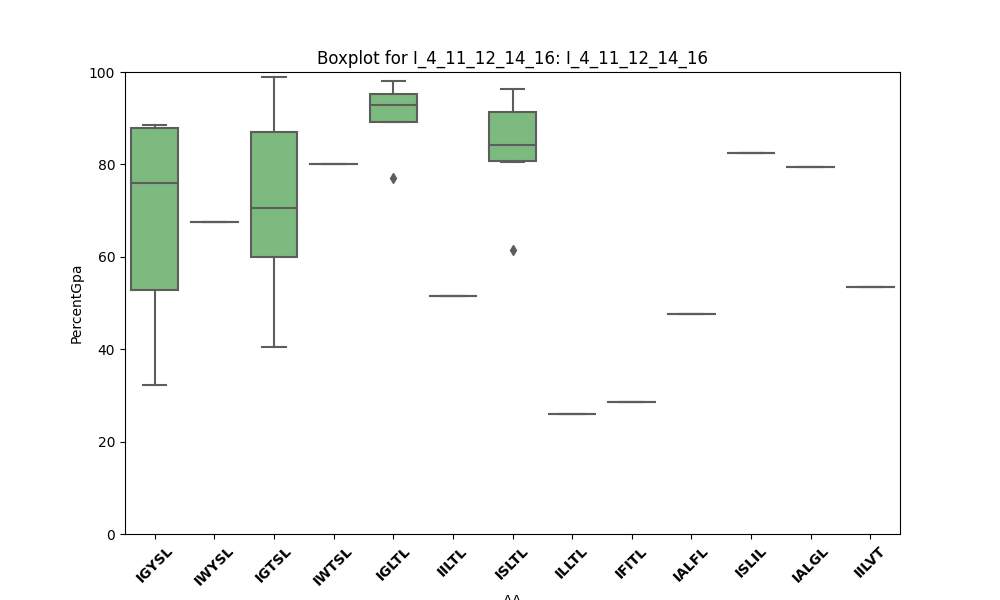 Boxplot for I_4_11_12_14_16: I_4_11_12_14_16
100
80
60
40
20
0
PercentGpa
IGYSL IWYSL IGTSL IWTSL IGLTL IILTL ISLTL ILLTL IFITL IALFL ISLIL IALGL IILVT
AA